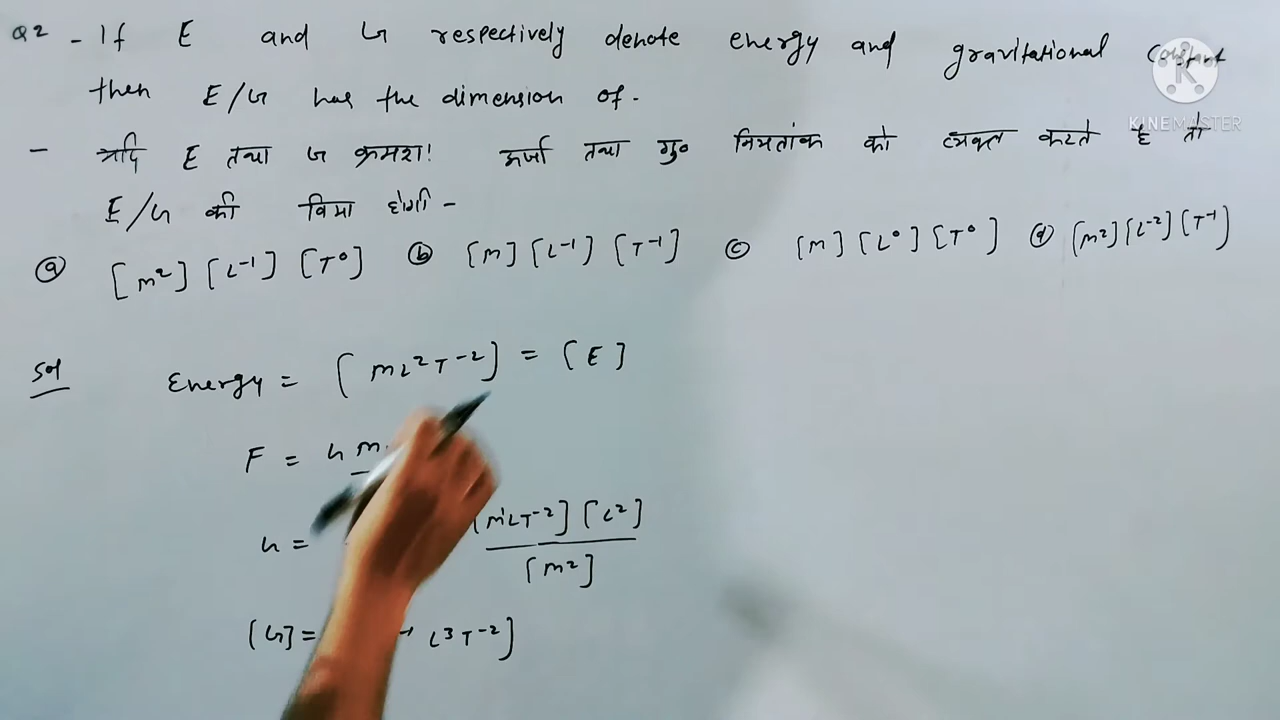 Q2 - If E and G respectively denote energy and gravitational constant
then E/G has the dimension of.
- यदि E तथा G क्रमशः ऊर्जा तथा गु० नियतांक को व्यक्त करते है तो
E/G की विमा होगी -
ⓐ [M²] [L⁻¹] [T⁰] ⓑ [M] [L⁻¹] [T⁻¹] ⓒ [M] [L⁰] [T⁰] ⓓ [M²] [L⁻²] [T⁻¹]
Sol Energy = [ML²T⁻²] = [E]
F = G m
G = [M¹LT⁻²] [L²] / [M²]
[G] = L³T⁻²]
KINEMASTER